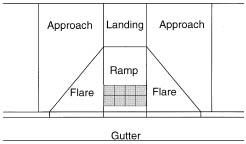 Approach Landing Approach
Ramp
Flare Flare
Gutter